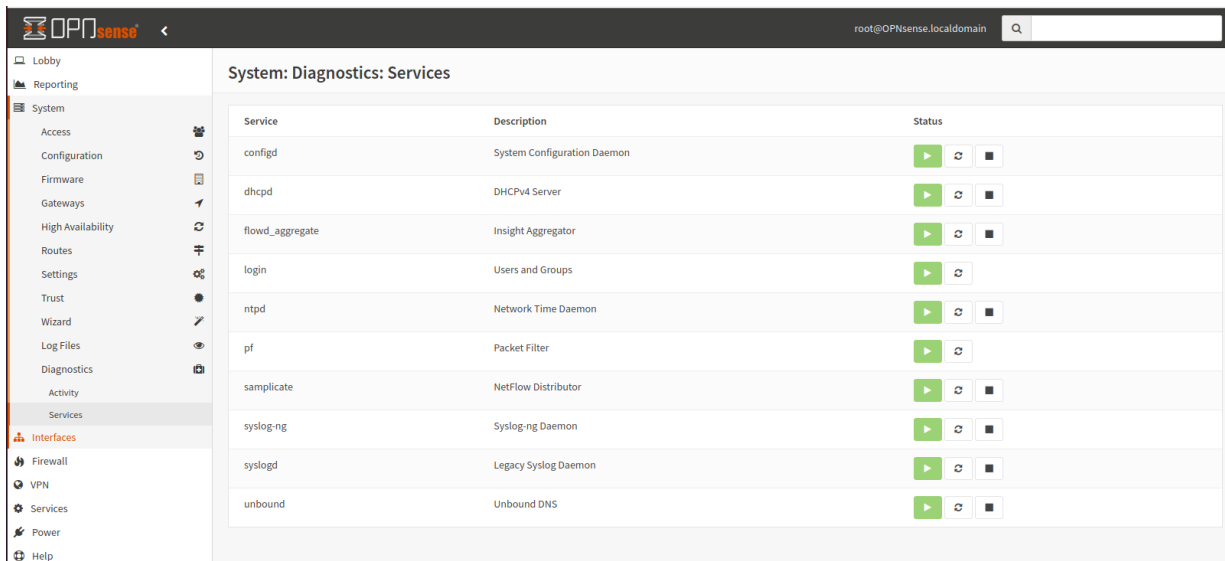 OPNsense
root@OPNsense.localdomain
Lobby
Reporting
System
Access
Configuration
Firmware
Gateways
High Availability
Routes
Settings
Trust
Wizard
Log Files
Diagnostics
Activity
Services
Interfaces
Firewall
VPN
Services
Power
Help
System: Diagnostics: Services
Service Description Status
configd System Configuration Daemon
dhcpd DHCPv4 Server
flowd_aggregate Insight Aggregator
login Users and Groups
ntpd Network Time Daemon
pf Packet Filter
samplicate NetFlow Distributor
syslog-ng Syslog-ng Daemon
syslogd Legacy Syslog Daemon
unbound Unbound DNS